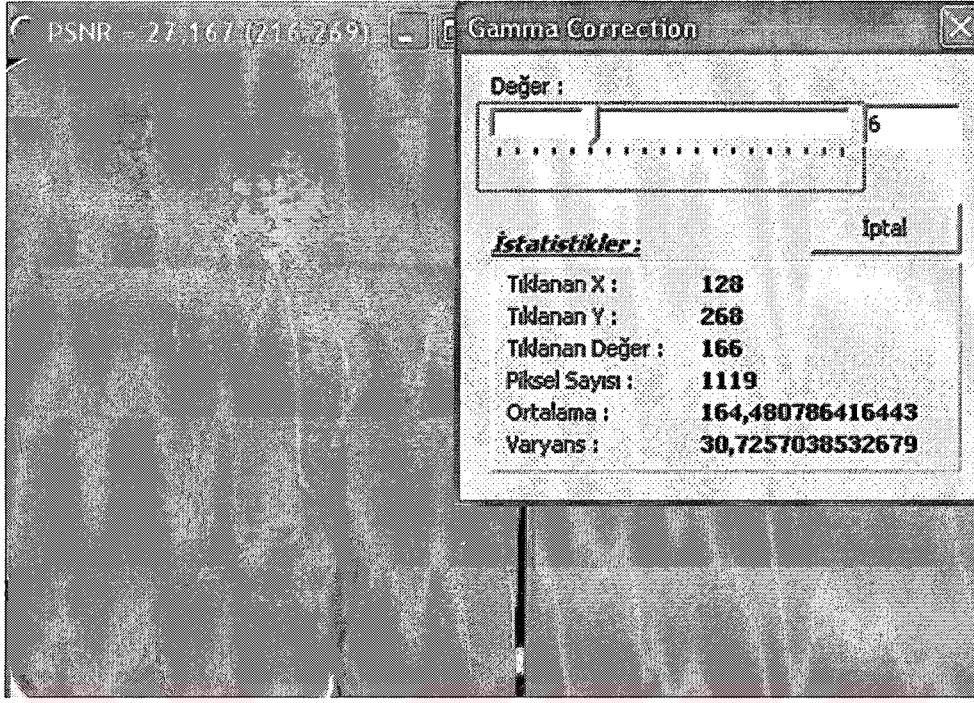 PSNR = 27,167 (216,269)
Gamma Correction
Değer :
6
İptal
İstatistikler :
Tıklanan X : 128
Tıklanan Y : 268
Tıklanan Değer : 166
Piksel Sayısı : 1119
Ortalama : 164,480786416443
Varyans : 30,7257038532679